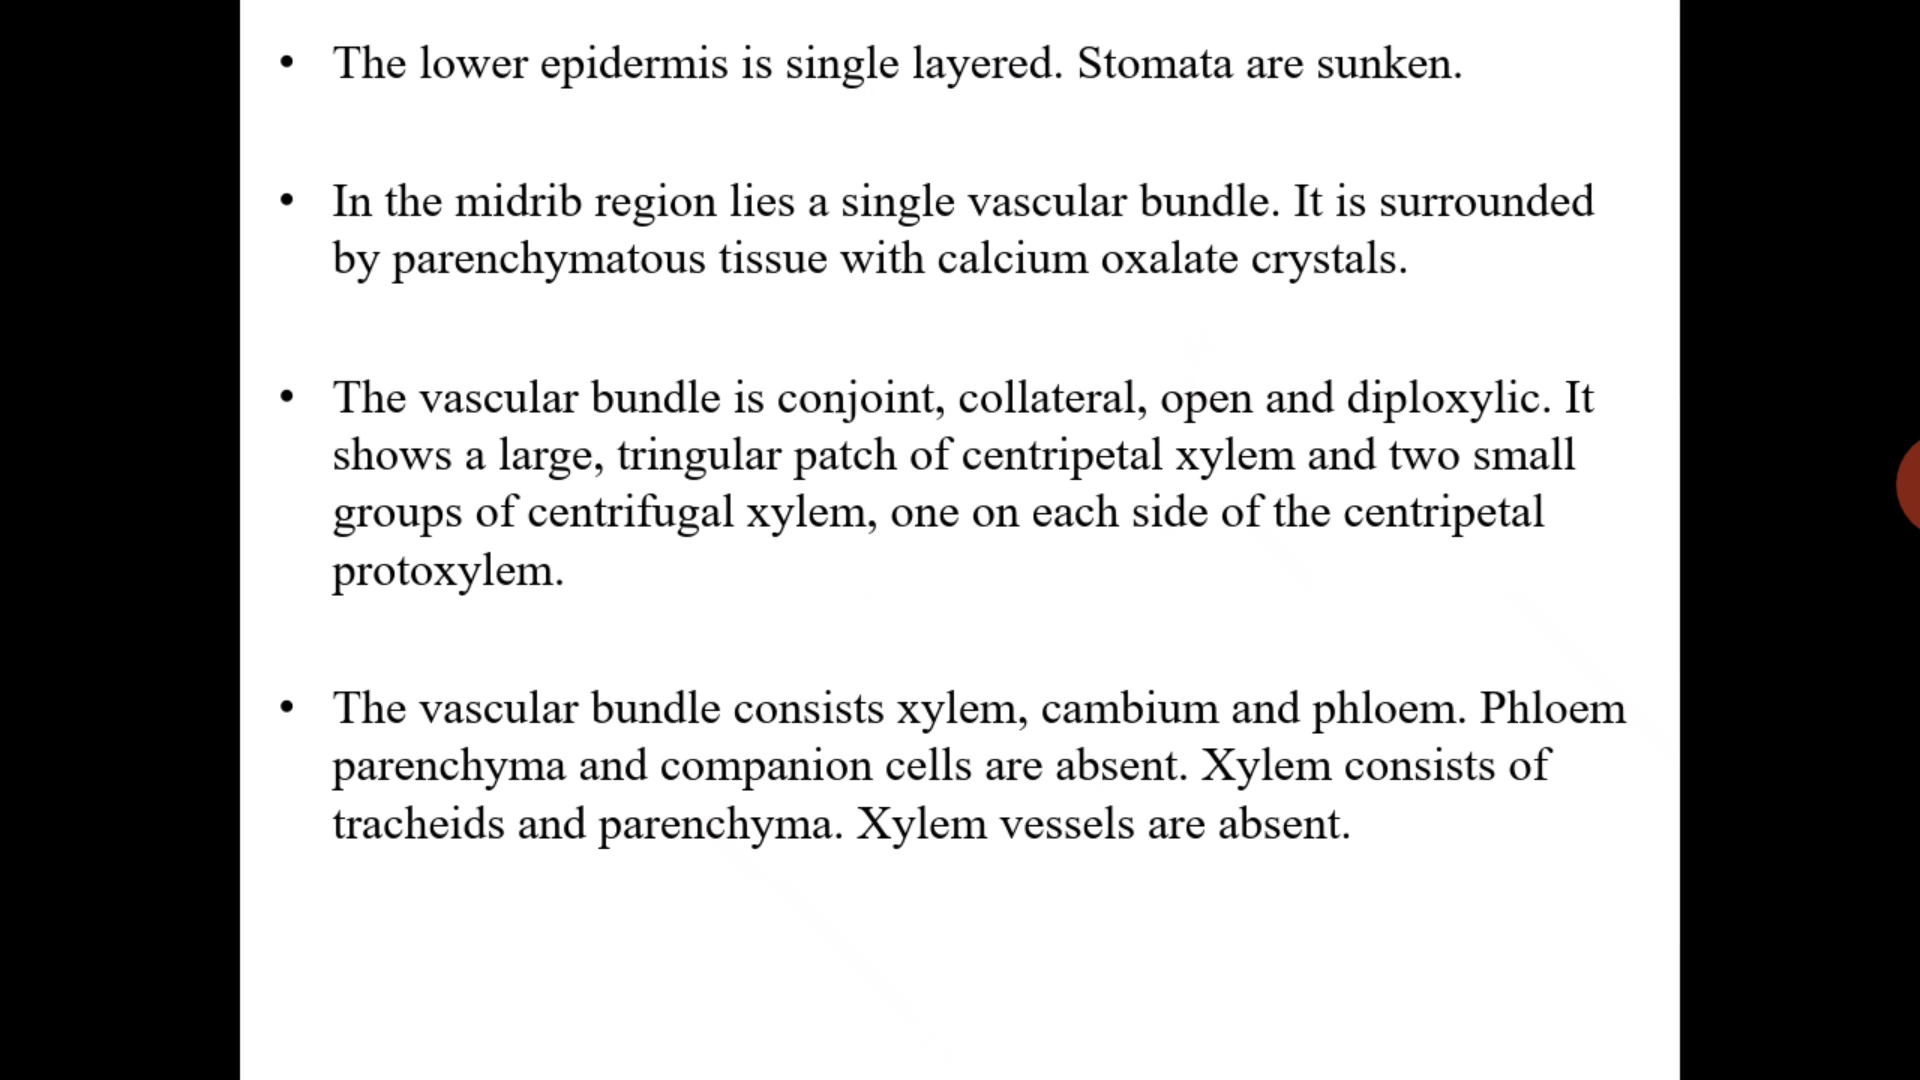 • The lower epidermis is single layered. Stomata are sunken.
• In the midrib region lies a single vascular bundle. It is surrounded
by parenchymatous tissue with calcium oxalate crystals.
• The vascular bundle is conjoint, collateral, open and diploxylic. It
shows a large, tringular patch of centripetal xylem and two small
groups of centrifugal xylem, one on each side of the centripetal
protoxylem.
• The vascular bundle consists xylem, cambium and phloem. Phloem
parenchyma and companion cells are absent. Xylem consists of
tracheids and parenchyma. Xylem vessels are absent.